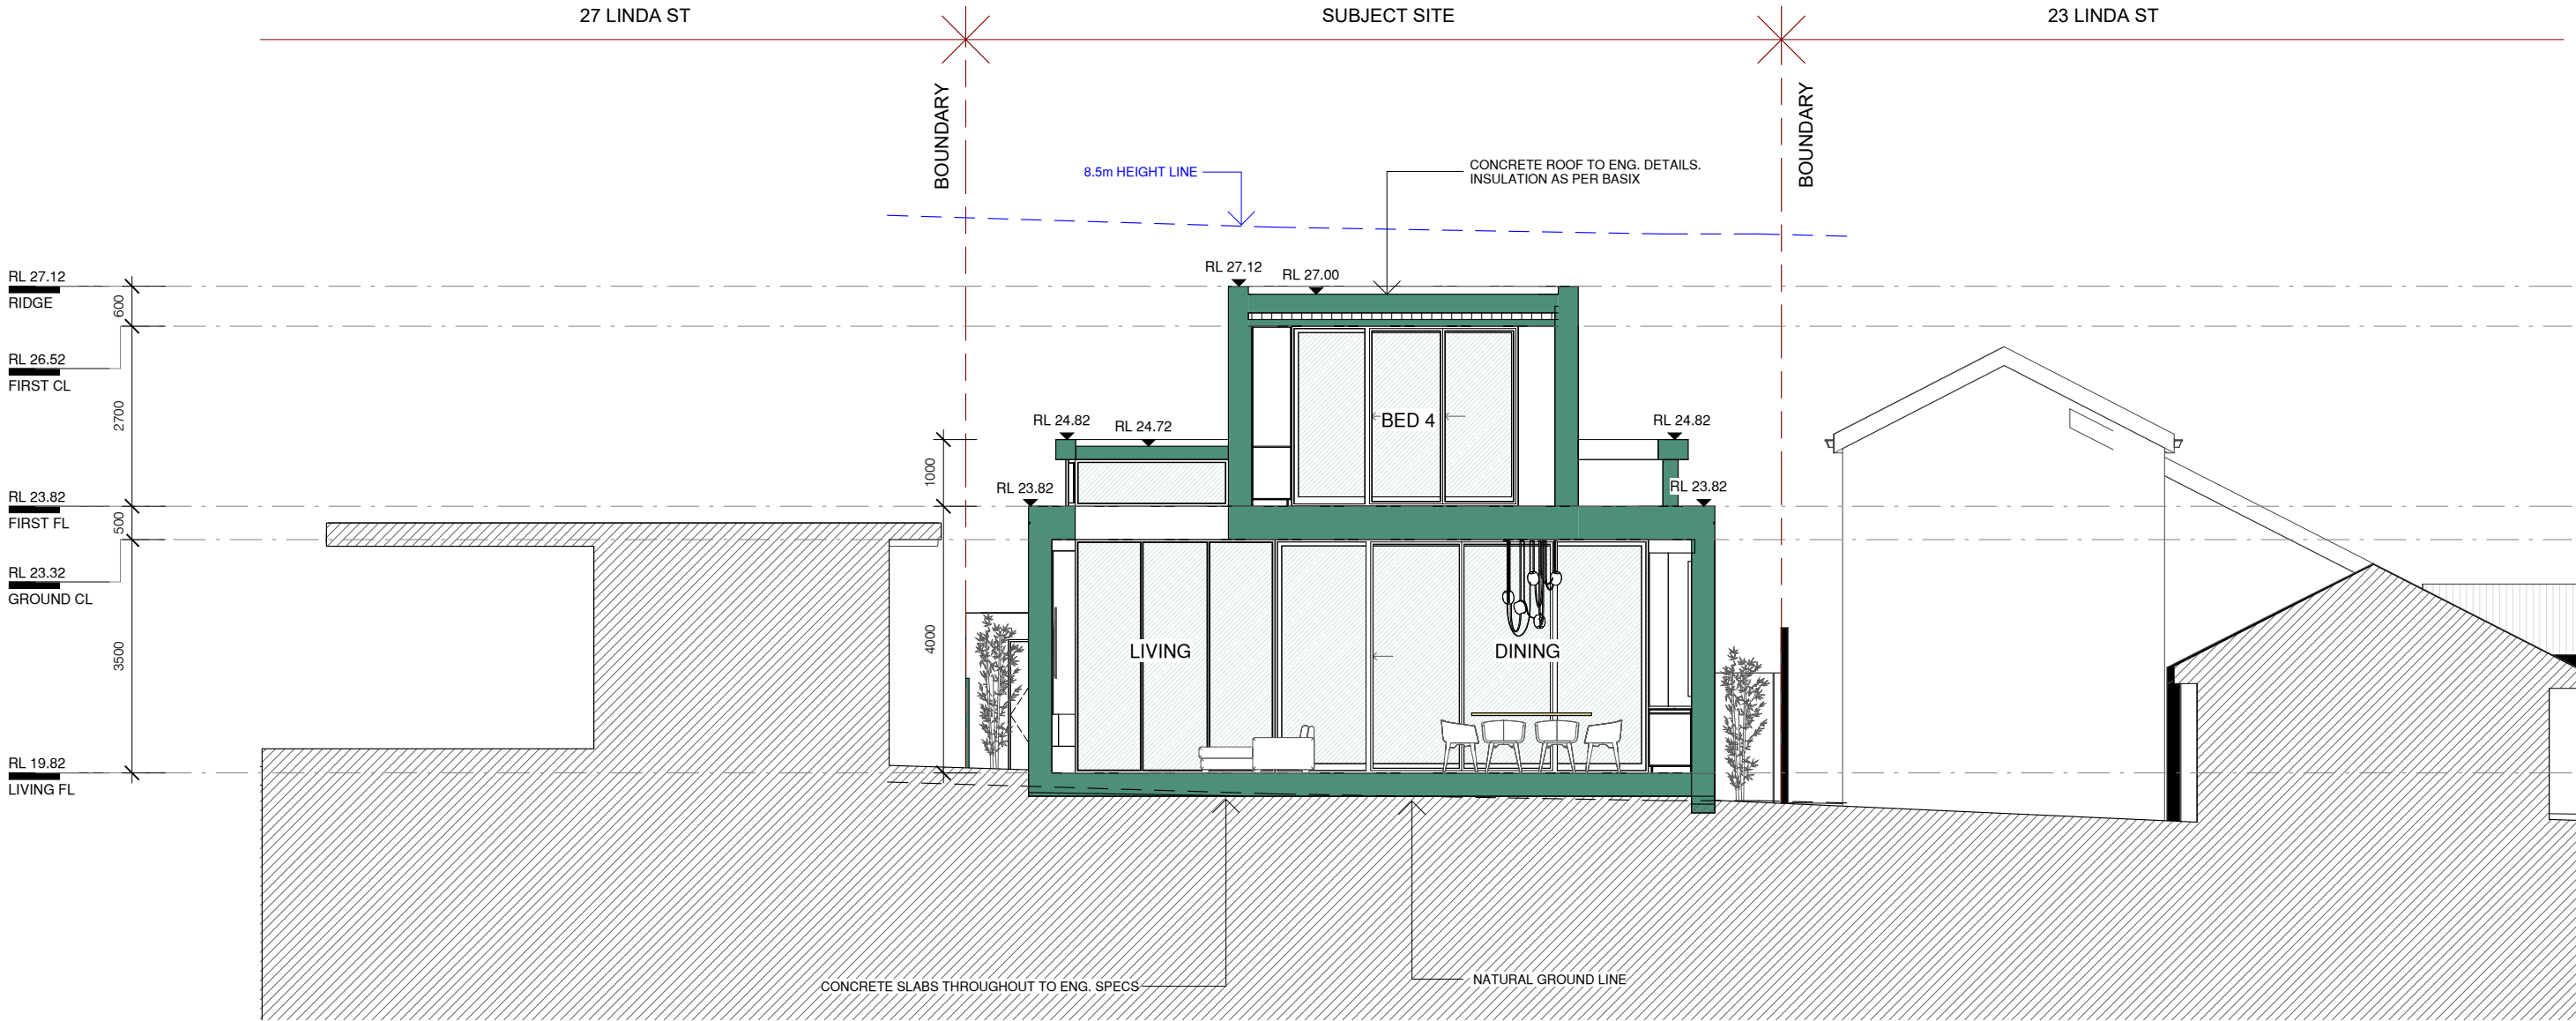 27 LINDA ST
SUBJECT SITE
23 LINDA ST
BOUNDARY
BOUNDARY
8.5m HEIGHT LINE
CONCRETE ROOF TO ENG. DETAILS.
INSULATION AS PER BASIX
RL 27.12
RIDGE
600
RL 27.12
RL 27.00
RL 26.52
FIRST CL
2700
BED 4
RL 24.82
RL 24.72
RL 24.82
1000
RL 23.82
RL 23.82
RL 23.82
FIRST FL
500
RL 23.32
GROUND CL
3500
4000
LIVING
DINING
RL 19.82
LIVING FL
CONCRETE SLABS THROUGHOUT TO ENG. SPECS
NATURAL GROUND LINE